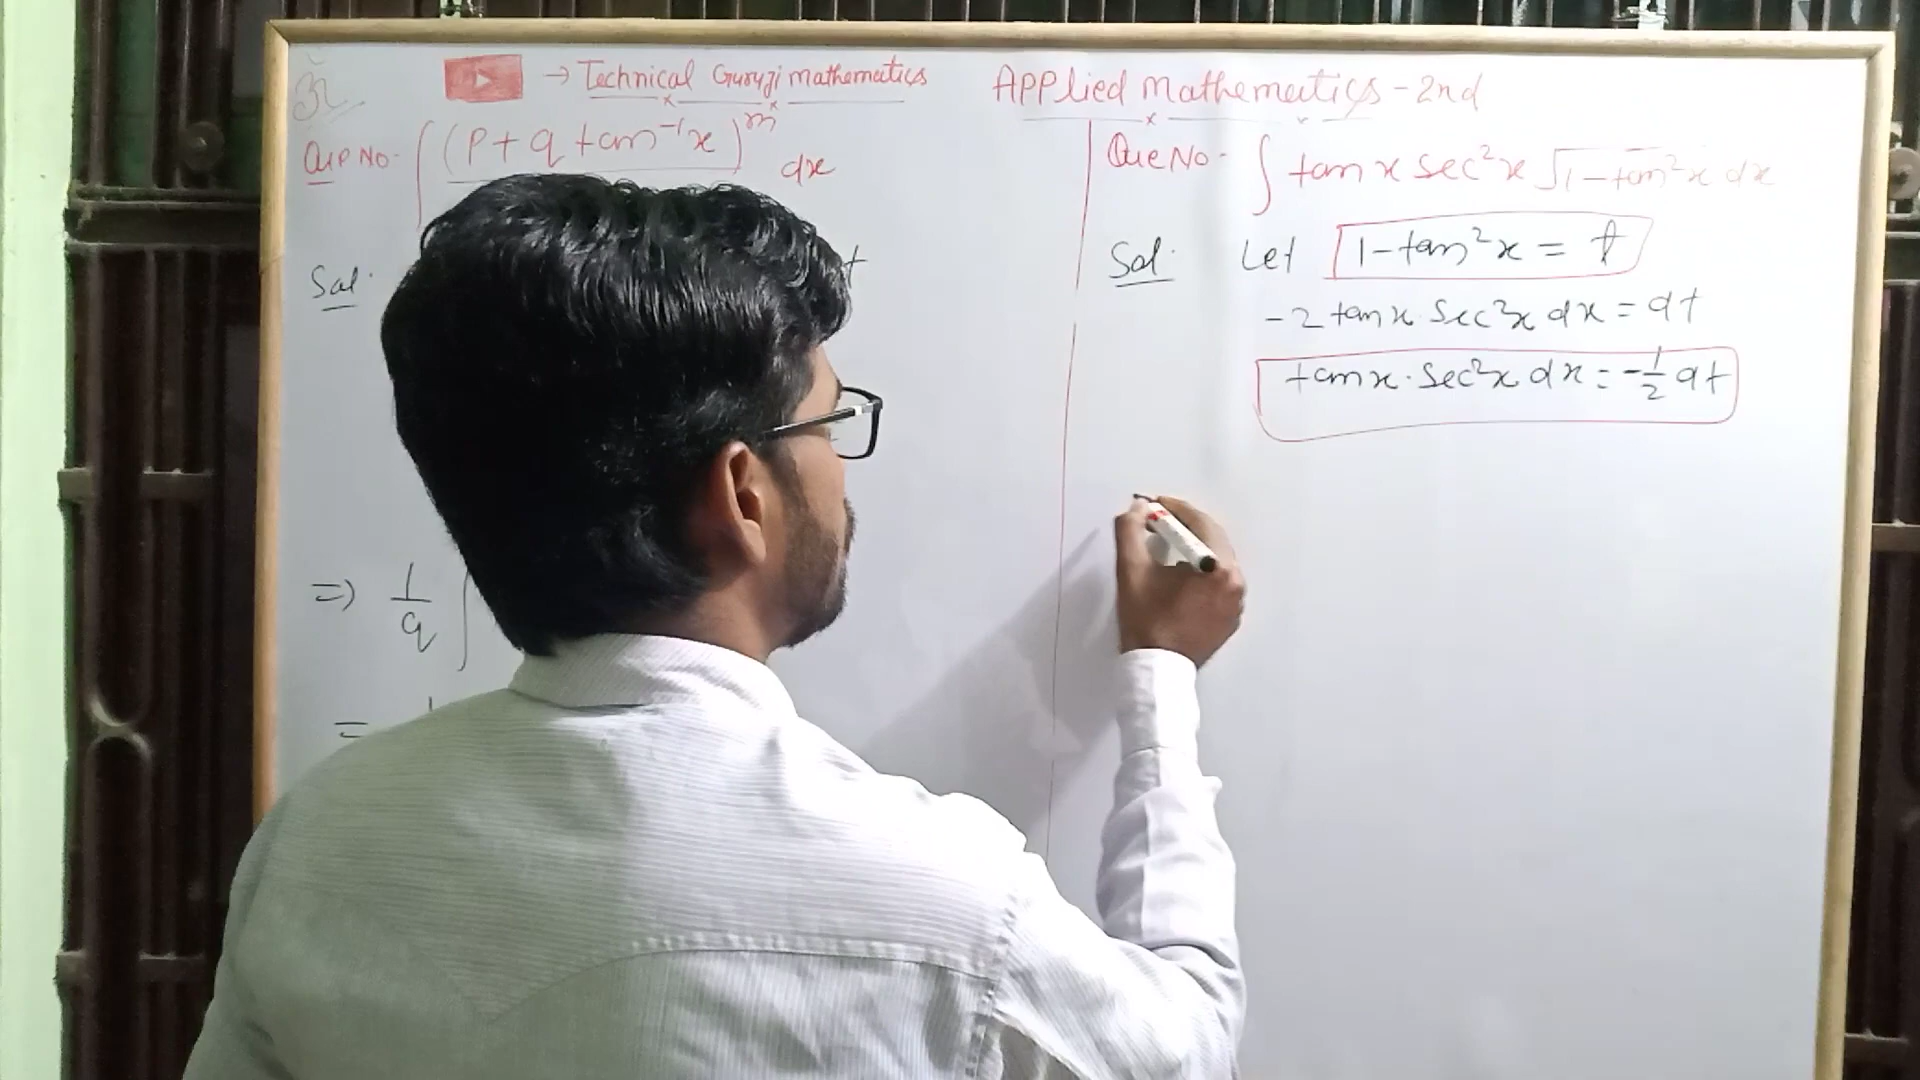 ॐ
→ Technical Guruji mathematics
Applied Mathematics - 2nd
Que No. ∫ (P + q tan⁻¹x)ᵐ dx
Sol.
t
=) 1/q ∫
=
Que No. ∫ tan x sec²x √1-tan²x dx
Sol. Let 1-tan²x = t
-2 tan x. Sec²x dx = dt
tan x. Sec²x dx = -1/2 dt